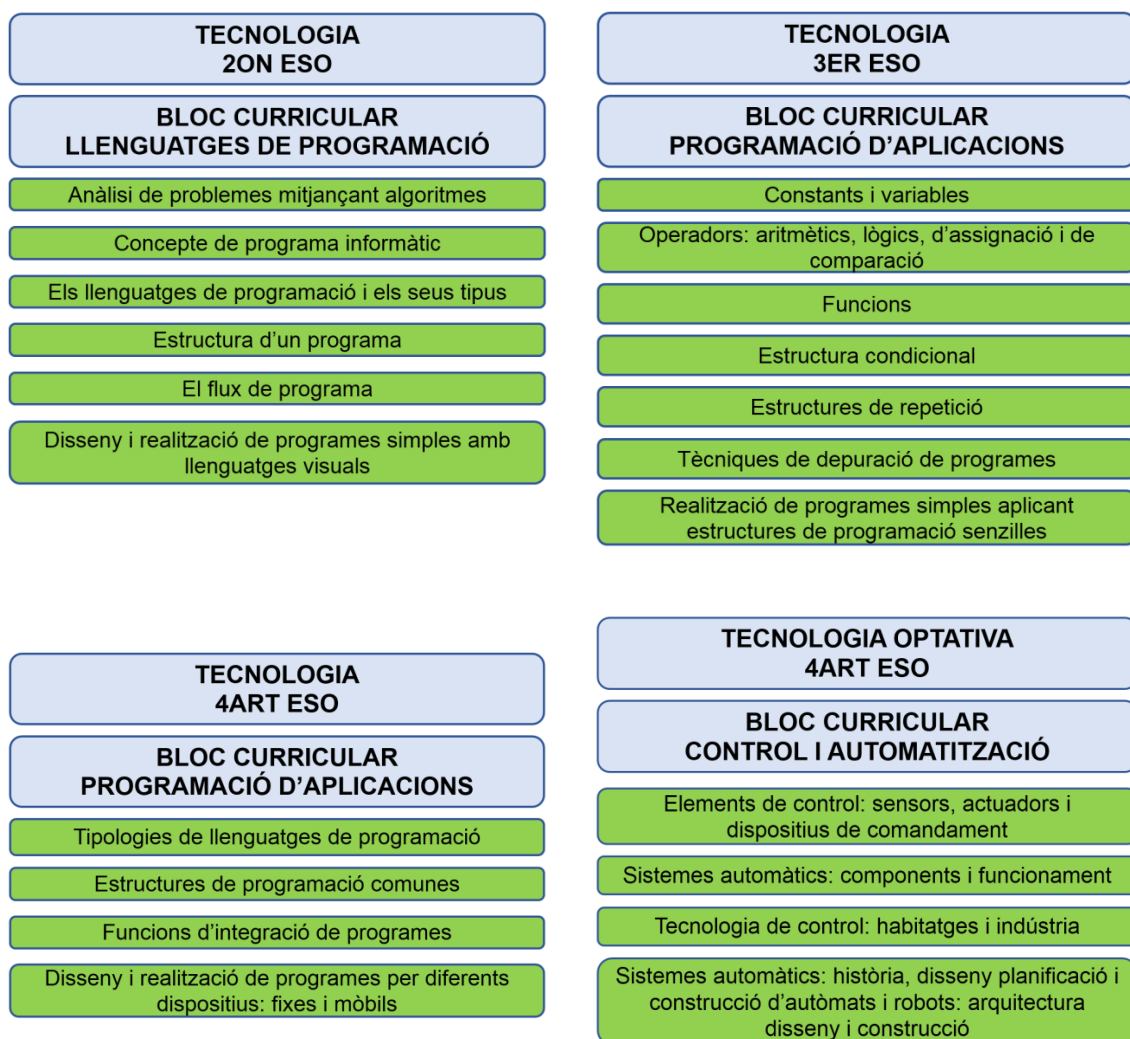 TECNOLOGIA
2ON ESO
BLOC CURRICULAR
LLENGUATGES DE PROGRAMACIÓ
Anàlisi de problemes mitjançant algoritmes
Concepte de programa informàtic
Els llenguatges de programació i els seus tipus
Estructura d’un programa
El flux de programa
Disseny i realització de programes simples amb
llenguatges visuals
TECNOLOGIA
3ER ESO
BLOC CURRICULAR
PROGRAMACIÓ D’APLICACIONS
Constants i variables
Operadors: aritmètics, lògics, d’assignació i de
comparació
Funcions
Estructura condicional
Estructures de repetició
Tècniques de depuració de programes
Realització de programes simples aplicant
estructures de programació senzilles
TECNOLOGIA
4ART ESO
BLOC CURRICULAR
PROGRAMACIÓ D’APLICACIONS
Tipologies de llenguatges de programació
Estructures de programació comunes
Funcions d’integració de programes
Disseny i realització de programes per diferents
dispositius: fixes i mòbils
TECNOLOGIA OPTATIVA
4ART ESO
BLOC CURRICULAR
CONTROL I AUTOMATITZACIÓ
Elements de control: sensors, actuadors i
dispositius de comandament
Sistemes automàtics: components i funcionament
Tecnologia de control: habitatges i indústria
Sistemes automàtics: història, disseny planificació i
construcció d’autòmats i robots: arquitectura
disseny i construcció